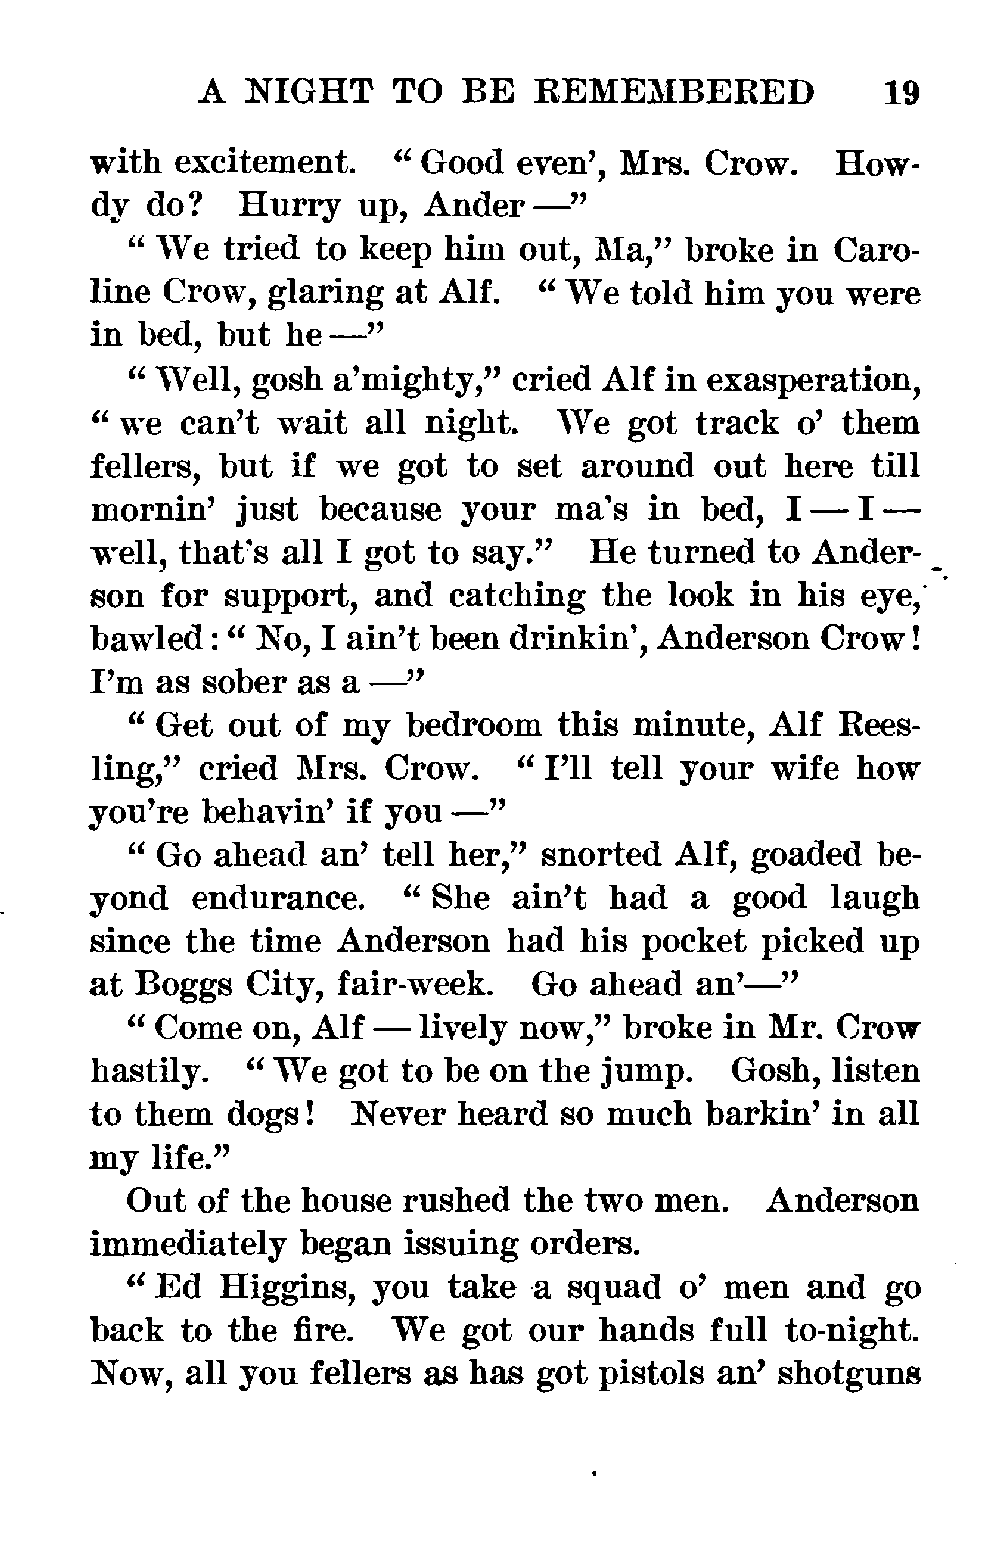 A NIGHT TO BE REMEMBERED 19
with excitement. “ Good even’, Mrs. Crow. How-
dy do? Hurry up, Ander —”
“ We tried to keep him out, Ma,” broke in Caro-
line Crow, glaring at Alf. “ We told him you were
in bed, but he —”
“ Well, gosh a’mighty,” cried Alf in exasperation,
“ we can’t wait all night. We got track o’ them
fellers, but if we got to set around out here till
mornin’ just because your ma’s in bed, I — I —
well, that’s all I got to say.” He turned to Ander-
son for support, and catching the look in his eye,
bawled : “ No, I ain’t been drinkin’, Anderson Crow!
I’m as sober as a —”
“ Get out of my bedroom this minute, Alf Rees-
ling,” cried Mrs. Crow. “ I’ll tell your wife how
you’re behavin’ if you —”
“ Go ahead an’ tell her,” snorted Alf, goaded be-
yond endurance. “ She ain’t had a good laugh
since the time Anderson had his pocket picked up
at Boggs City, fair-week. Go ahead an’—”
“ Come on, Alf — lively now,” broke in Mr. Crow
hastily. “ We got to be on the jump. Gosh, listen
to them dogs! Never heard so much barkin’ in all
my life.”
Out of the house rushed the two men. Anderson
immediately began issuing orders.
“ Ed Higgins, you take a squad o’ men and go
back to the fire. We got our hands full to-night.
Now, all you fellers as has got pistols an’ shotguns